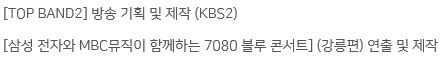 [TOP BAND2] 방송 기획 및 제작 (KBS2)
[삼성 전자와 MBC뮤직이 함께하는 7080 블루 콘서트] (강릉편) 연출 및 제작